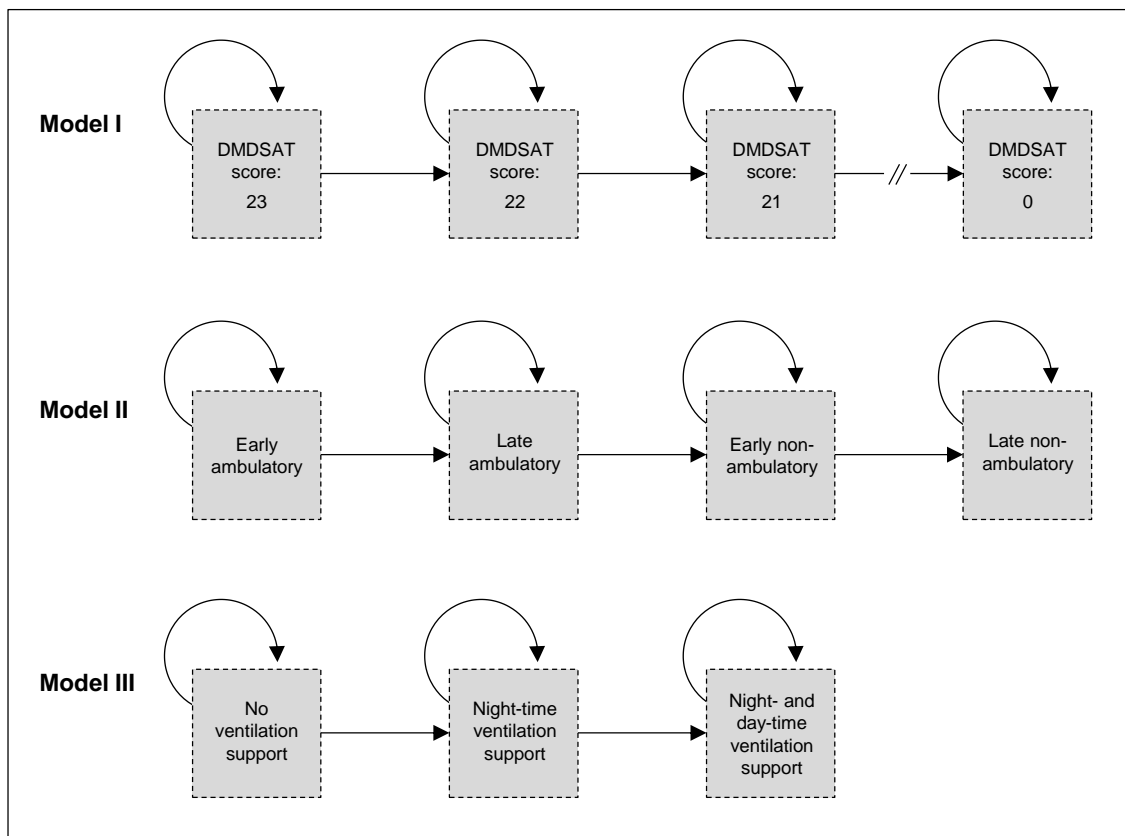 Model I
DMDSAT
score:
23
DMDSAT
score:
22
DMDSAT
score:
21
DMDSAT
score:
0
Model II
Early
ambulatory
Late
ambulatory
Early non-
ambulatory
Late non-
ambulatory
Model III
No
ventilation
support
Night-time
ventilation
support
Night- and
day-time
ventilation
support